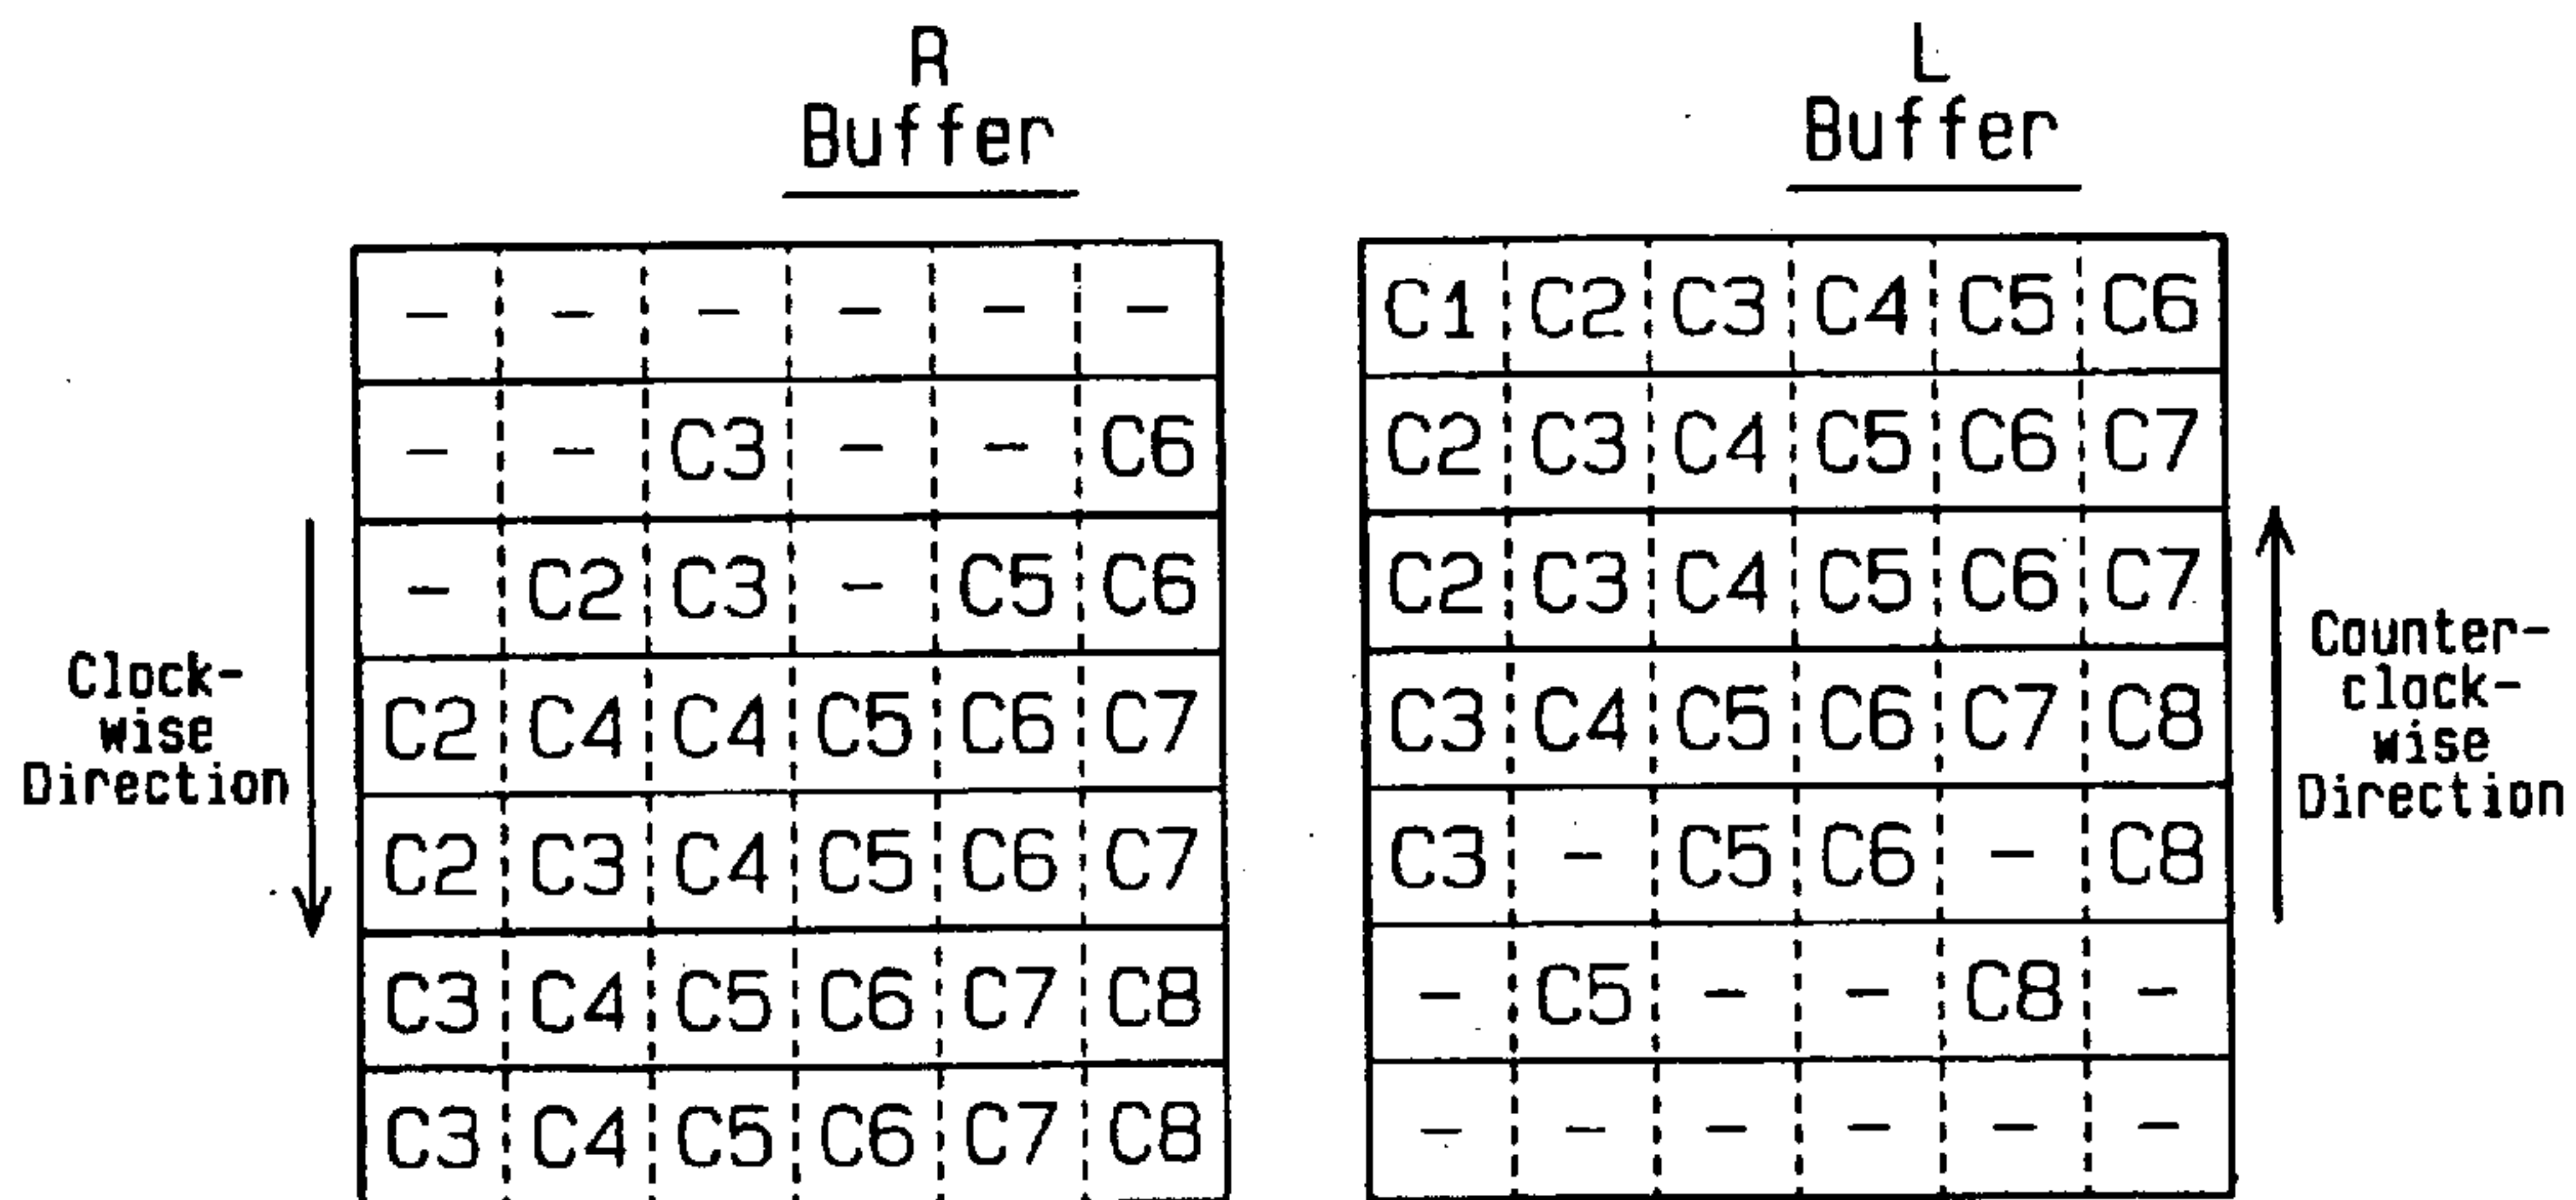 R
Buffer
L
Buffer
- - - - - -
- - C3 - - C6
- C2 C3 - C5 C6
C2 C4 C4 C5 C6 C7
C2 C3 C4 C5 C6 C7
C3 C4 C5 C6 C7 C8
C3 C4 C5 C6 C7 C8
C1 C2 C3 C4 C5 C6
C2 C3 C4 C5 C6 C7
C2 C3 C4 C5 C6 C7
C3 C4 C5 C6 C7 C8
C3 - C5 C6 - C8
- C5 - - C8 -
- - - - - -
Clock-
wise
Direction
Counter-
clock-
wise
Direction